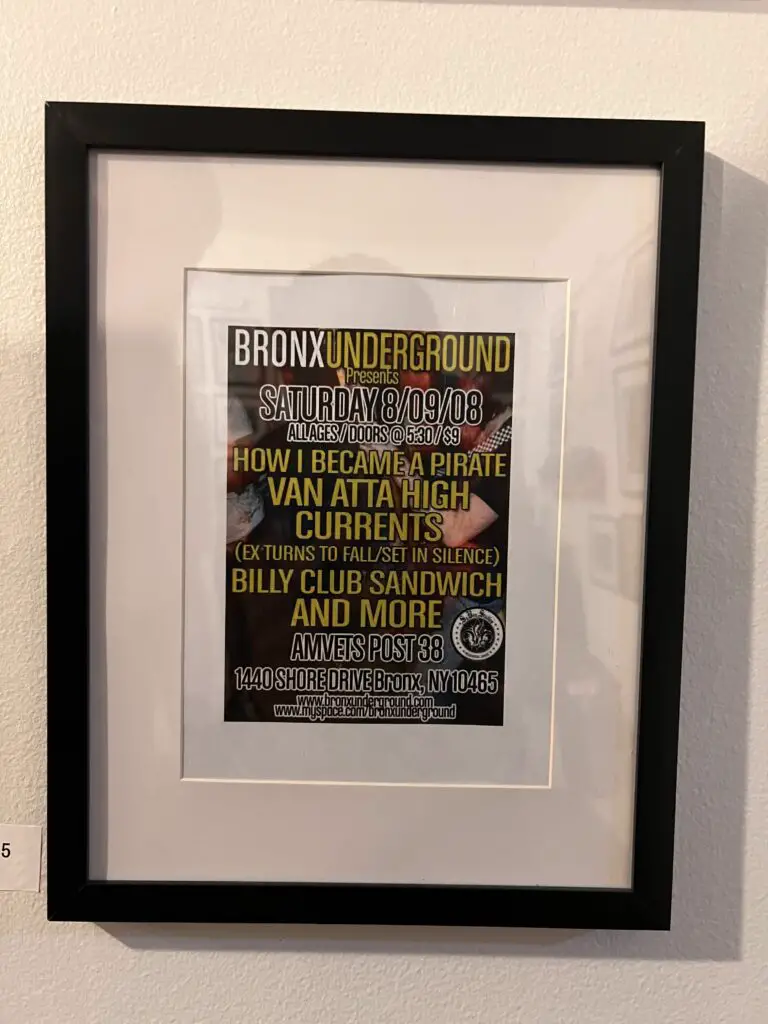 BRONXUNDERGROUND
Presents
SATURDAY 8/09/08
ALLAGES / DOORS @ 5:30 / $9
HOW I BECAME A PIRATE
VAN ATTA HIGH
CURRENTS
(EX TURNS TO FALL/SET IN SILENCE)
BILLY CLUB SANDWICH
AND MORE
AMVETS POST 38
1440 SHORE DRIVE Bronx, NY 10465
www.bronxunderground.com
www.myspace.com/bronxunderground
5